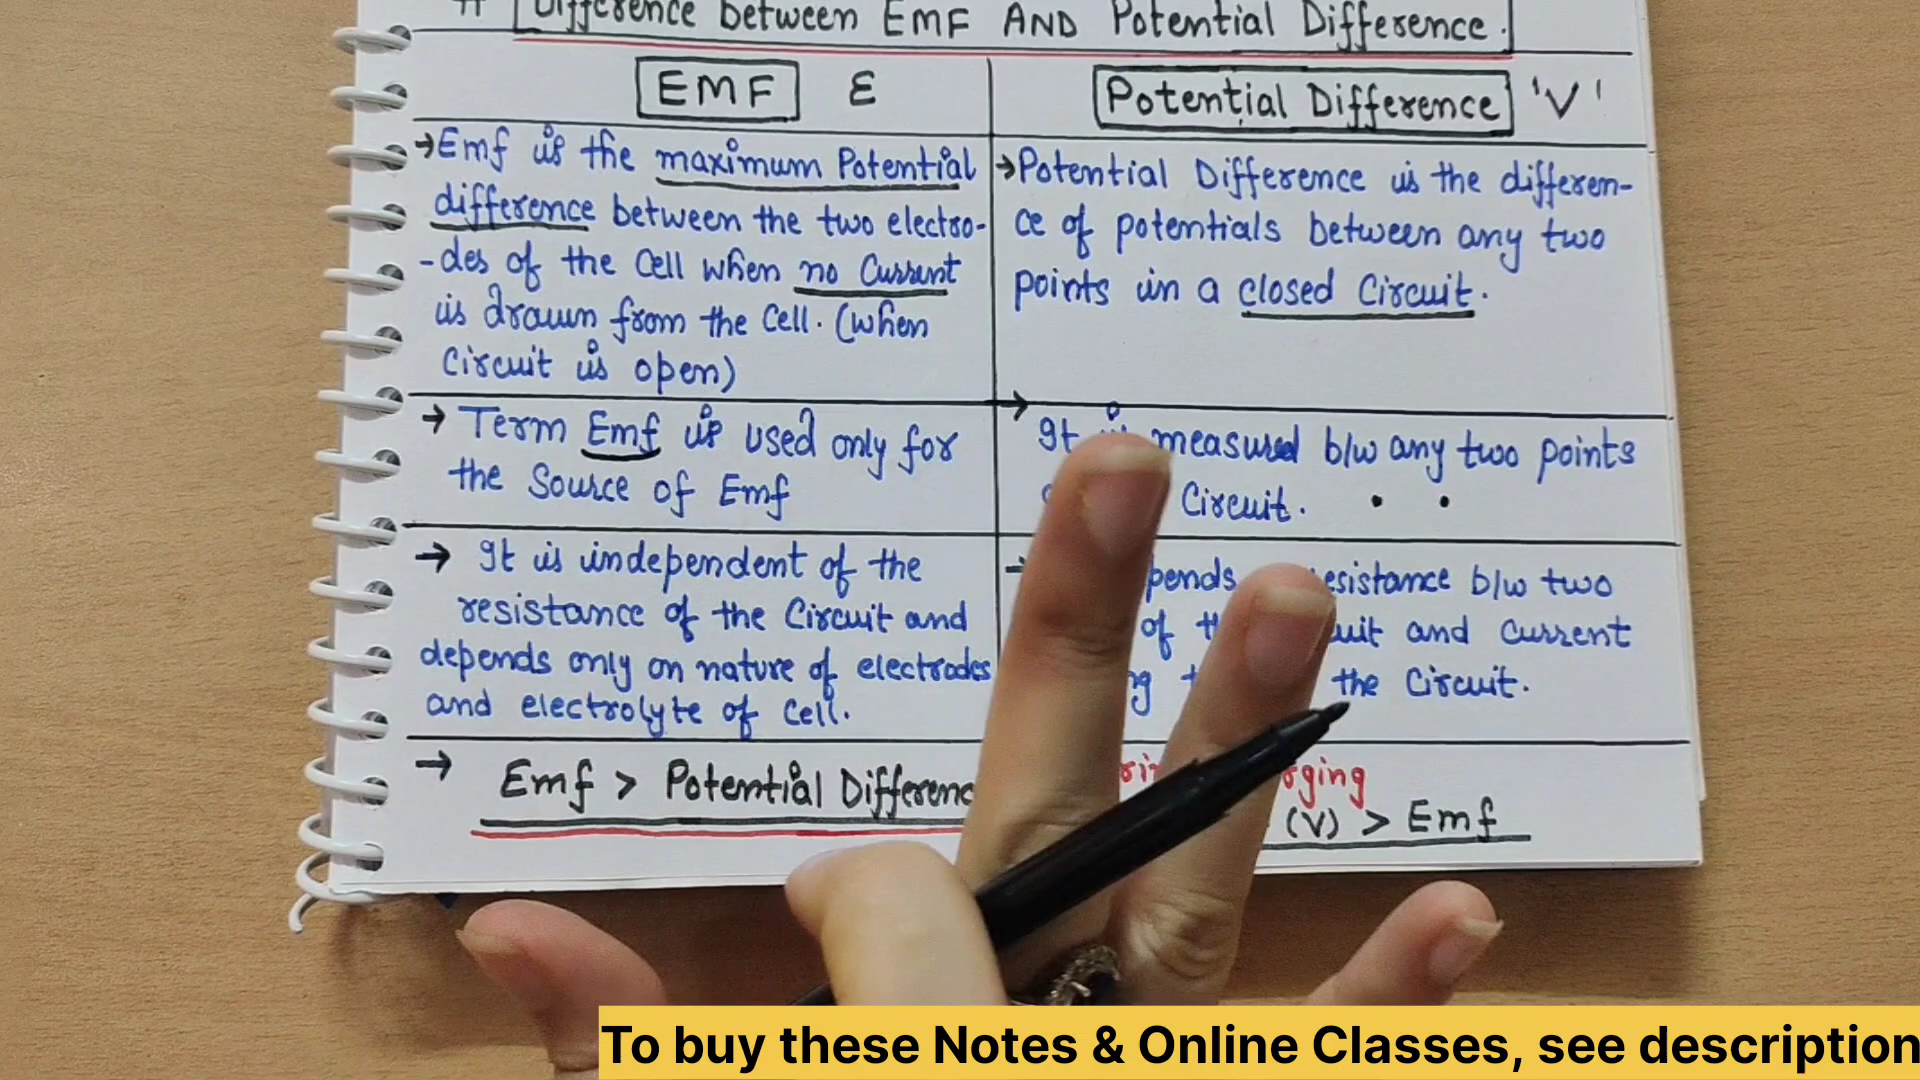 # Difference between EMF AND Potential Difference.
EMF ε
Potential Difference 'V'
→ Emf is the maximum Potential
difference between the two electro-
-des of the Cell when no Current
is drawn from the Cell. (when
Circuit is open)
→ Potential Difference is the differen-
ce of potentials between any two
points in a closed Circuit.
→ Term Emf is used only for
the Source of Emf
→ It is measured b/w any two points
Circuit.
→ It is independent of the
resistance of the Circuit and
depends only on nature of electrodes
and electrolyte of Cell.
→ pends esistance b/w two
of uit and Current
ng the Circuit.
→ Emf > Potential Differenc
rging
(V) > Emf
To buy these Notes & Online Classes, see description